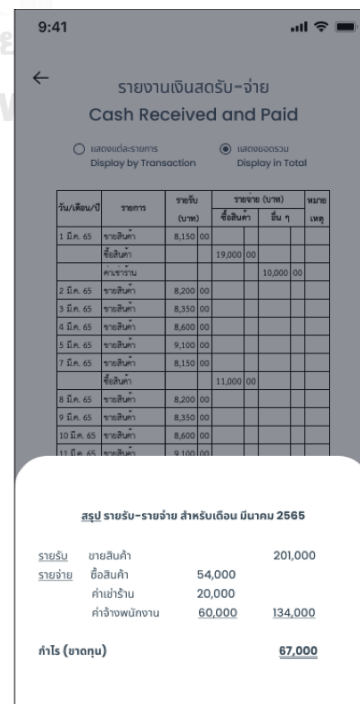 9:41
รายงานเงินสดรับ-จ่าย
Cash Received and Paid
แสดงแต่ละรายการ
Display by Transaction
แสดงยอดรวม
Display in Total
วัน/เดือน/ปี รายการ รายรับ (บาท) รายจ่าย (บาท) หมายเหตุ
ซื้อสินค้า อื่น ๆ
1 มี.ค. 65 ขายสินค้า 8,150 00
ซื้อสินค้า 19,000 00
ค่าเช่าร้าน 10,000 00
2 มี.ค. 65 ขายสินค้า 8,200 00
3 มี.ค. 65 ขายสินค้า 8,350 00
4 มี.ค. 65 ขายสินค้า 8,600 00
5 มี.ค. 65 ขายสินค้า 9,100 00
7 มี.ค. 65 ขายสินค้า 8,150 00
ซื้อสินค้า 11,000 00
8 มี.ค. 65 ขายสินค้า 8,200 00
9 มี.ค. 65 ขายสินค้า 8,350 00
10 มี.ค. 65 ขายสินค้า 8,600 00
11 มี.ค. 65 ขายสินค้า 9,100 00
สรุป รายรับ-รายจ่าย สำหรับเดือน มีนาคม 2565
รายรับ ขายสินค้า 201,000
รายจ่าย ซื้อสินค้า 54,000
ค่าเช่าร้าน 20,000
ค่าจ้างพนักงาน 60,000 134,000
กำไร (ขาดทุน) 67,000